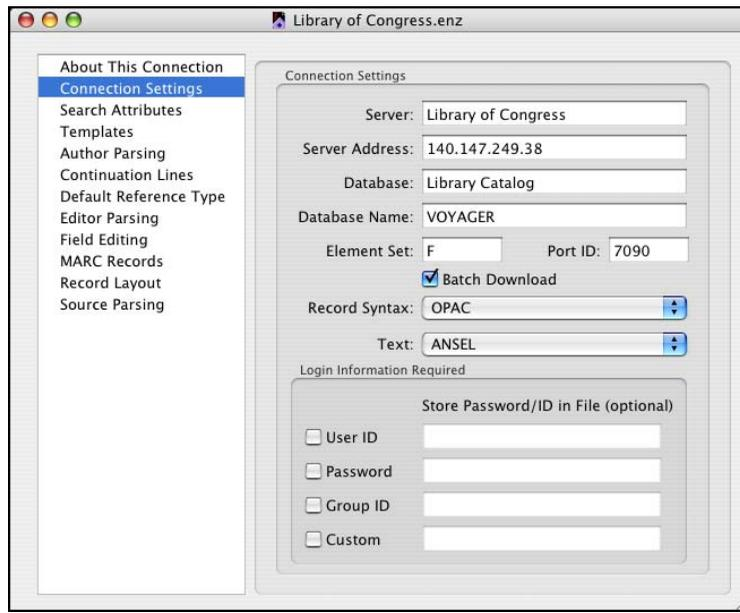 Library of Congress.enz
About This Connection
Connection Settings
Search Attributes
Templates
Author Parsing
Continuation Lines
Default Reference Type
Editor Parsing
Field Editing
MARC Records
Record Layout
Source Parsing
Connection Settings
Server: Library of Congress
Server Address: 140.147.249.38
Database: Library Catalog
Database Name: VOYAGER
Element Set: F Port ID: 7090
Batch Download
Record Syntax: OPAC
Text: ANSEL
Login Information Required
Store Password/ID in File (optional)
User ID
Password
Group ID
Custom